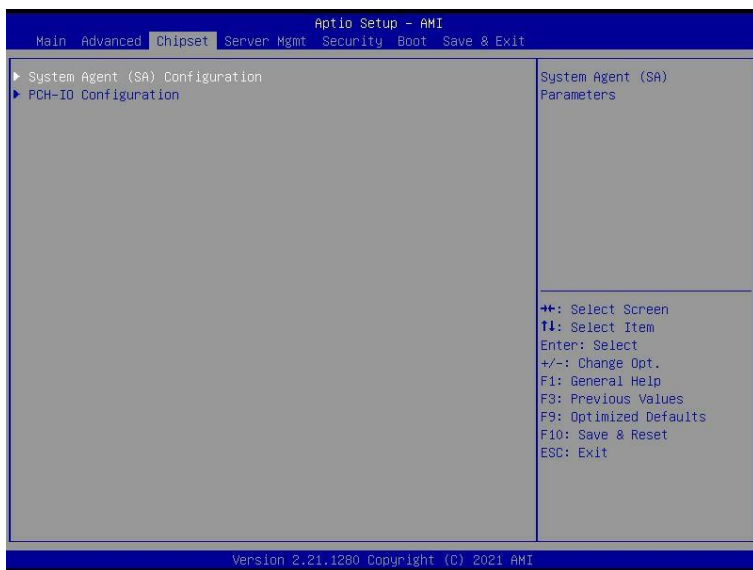 Aptio Setup - AMI
Main Advanced Chipset Server Mgmt Security Boot Save & Exit
▶ System Agent (SA) Configuration
▶ PCH-IO Configuration
System Agent (SA)
Parameters
→←: Select Screen
↑↓: Select Item
Enter: Select
+/-: Change Opt.
F1: General Help
F3: Previous Values
F9: Optimized Defaults
F10: Save & Reset
ESC: Exit
Version 2.21.1280 Copyright (C) 2021 AMI